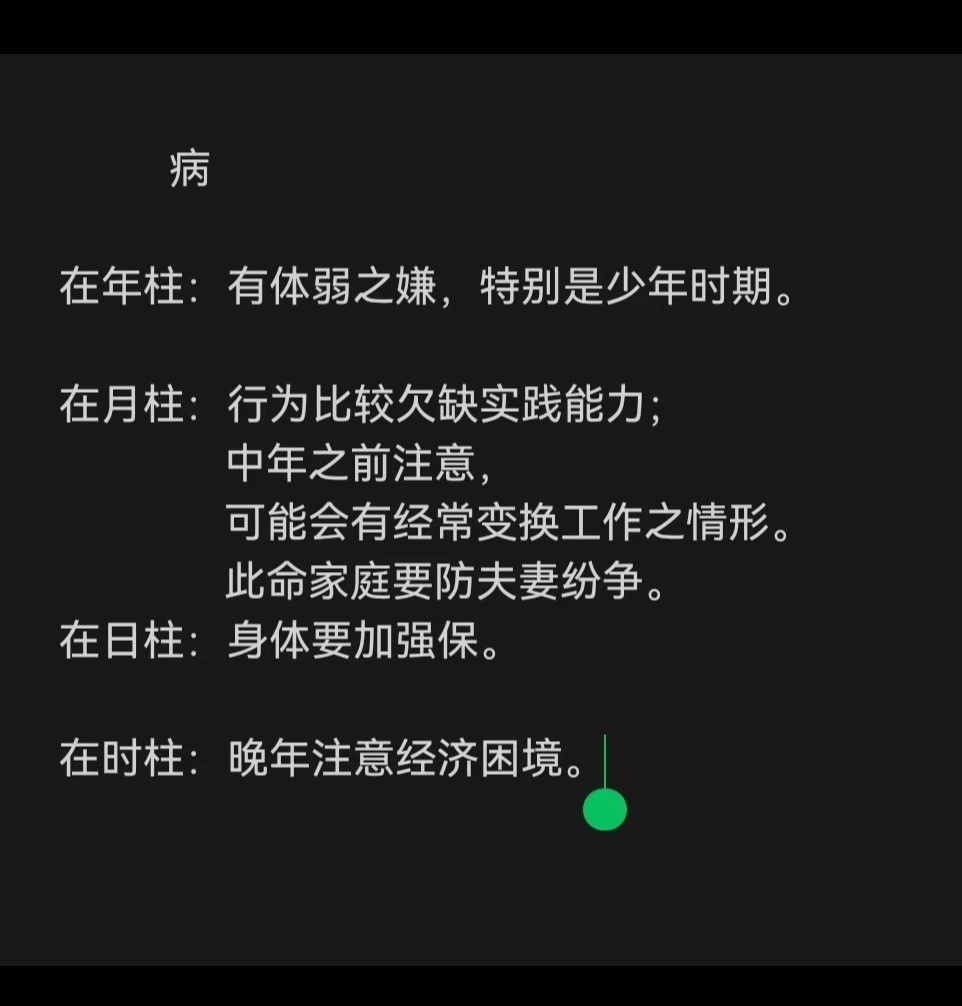 病
在年柱：有体弱之嫌，特别是少年时期。
在月柱：行为比较欠缺实践能力；
中年之前注意，
可能会有经常变换工作之情形。
此命家庭要防夫妻纷争。
在日柱：身体要加强保。
在时柱：晚年注意经济困境。